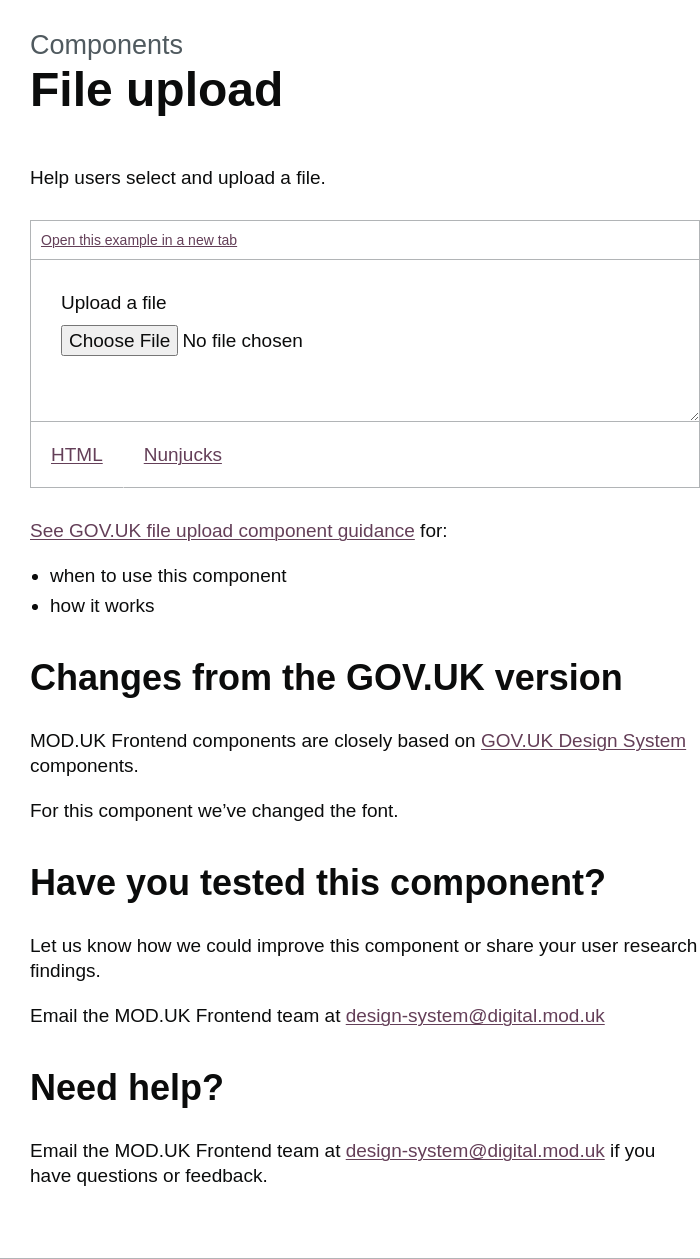 Components
File upload
Help users select and upload a file.
Open this example in a new tab
Upload a file
Choose File No file chosen
HTML Nunjucks
See GOV.UK file upload component guidance for:
when to use this component
how it works
Changes from the GOV.UK version
MOD.UK Frontend components are closely based on GOV.UK Design System
components.
For this component we’ve changed the font.
Have you tested this component?
Let us know how we could improve this component or share your user research
findings.
Email the MOD.UK Frontend team at design-system@digital.mod.uk
Need help?
Email the MOD.UK Frontend team at design-system@digital.mod.uk if you
have questions or feedback.